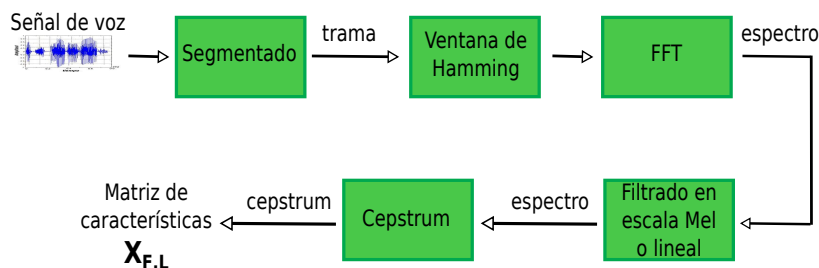 Señal de voz
Segmentado
trama
Ventana de
Hamming
FFT
espectro
Filtrado en
escala Mel
o lineal
espectro
Cepstrum
cepstrum
Matriz de
características
X_F,L